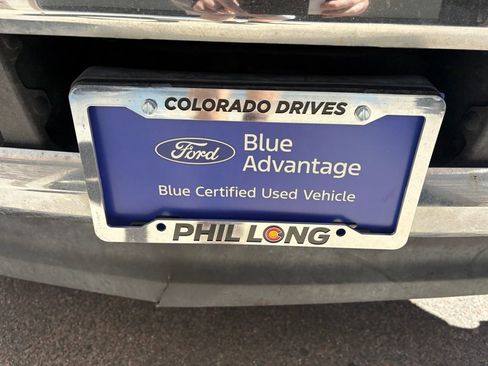 COLORADO DRIVES
Ford
Blue
Advantage
Blue Certified Used Vehicle
PHIL LONG